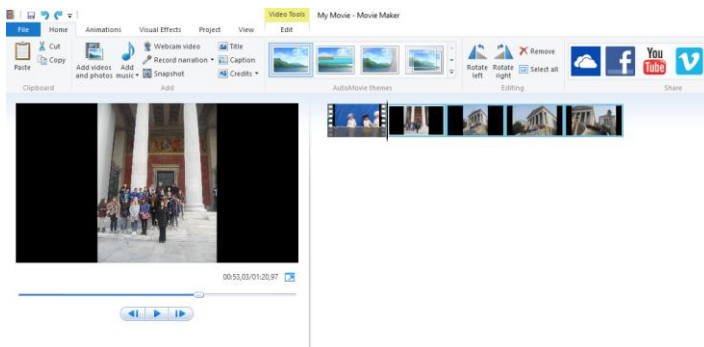 Video Tools My Movie - Movie Maker
File Home Animations Visual Effects Project View Edit
Paste Cut Copy
Clipboard
Add videos and photos
Add music
Webcam video
Record narration
Snapshot
Title
Caption
Credits
Add
AutoMovie themes
Rotate left
Rotate right
Remove
Select all
Editing
f
You
Tube
V
Share
00:53,03/01:20,97